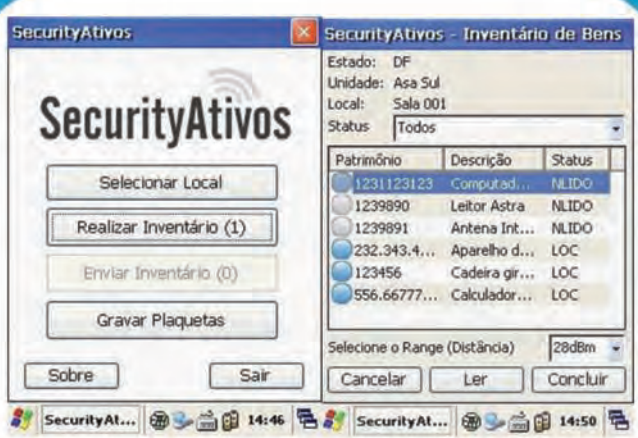 SecurityAtivos
SecurityAtivos
Selecionar Local
Realizar Inventário (1)
Enviar Inventário (0)
Gravar Plaquetas
Sobre
Sair
SecurityAt...
14:46
SecurityAtivos - Inventário de Bens
Estado: DF
Unidade: Asa Sul
Local: Sala 001
Status Todos
Patrimônio Descrição Status
1231123123 Computad... NLIDO
1239890 Leitor Astra NLIDO
1239891 Antena Int... NLIDO
232.343.4... Aparelho d... LOC
123456 Cadeira gir... LOC
556.66777... Calculador... LOC
Selecione o Range (Distância) 28dBm
Cancelar Ler Concluir
SecurityAt...
14:50